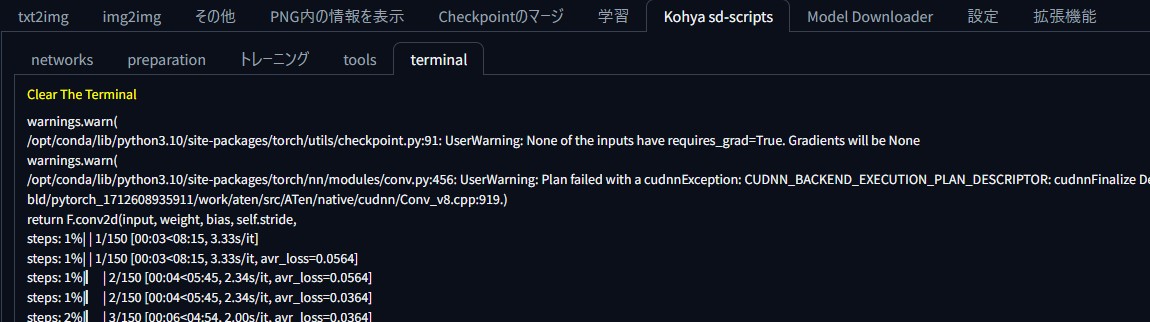 txt2img img2img その他 PNG内の情報を表示 Checkpointのマージ 学習 Kohya sd-scripts Model Downloader 設定 拡張機能
networks preparation トレーニング tools terminal
Clear The Terminal
warnings.warn(
/opt/conda/lib/python3.10/site-packages/torch/utils/checkpoint.py:91: UserWarning: None of the inputs have requires_grad=True. Gradients will be None
warnings.warn(
/opt/conda/lib/python3.10/site-packages/torch/nn/modules/conv.py:456: UserWarning: Plan failed with a cudnnException: CUDNN_BACKEND_EXECUTION_PLAN_DESCRIPTOR: cudnnFinalize De
bld/pytorch_1712608935911/work/aten/src/ATen/native/cudnn/Conv_v8.cpp:919.)
return F.conv2d(input, weight, bias, self.stride,
steps: 1%| | 1/150 [00:03<08:15, 3.33s/it]
steps: 1%| | 1/150 [00:03<08:15, 3.33s/it, avr_loss=0.0564]
steps: 1%|▎ | 2/150 [00:04<05:45, 2.34s/it, avr_loss=0.0564]
steps: 1%|▎ | 2/150 [00:04<05:45, 2.34s/it, avr_loss=0.0364]
steps: 2%|▎ | 3/150 [00:06<04:54, 2.00s/it, avr_loss=0.0364]